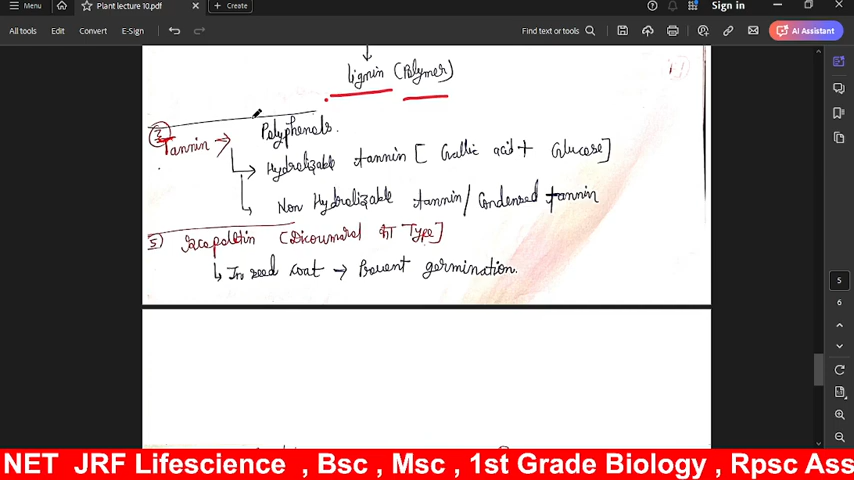 Menu
Plant lecture 10.pdf
Create
Sign in
All tools Edit Convert E-Sign
Find text or tools
AI Assistant
Lignin (Polymer)
Polyphenols.
Tannin →
Hydrolizable tannin [ Gallic acid + Glucose]
Non Hydrolizable tannin / Condensed tannin
5) Scopoletin (Dicoumarol Type]
In seed coat → Prevent germination.
5
6
NET JRF Lifescience , Bsc , Msc , 1st Grade Biology , Rpsc Ass